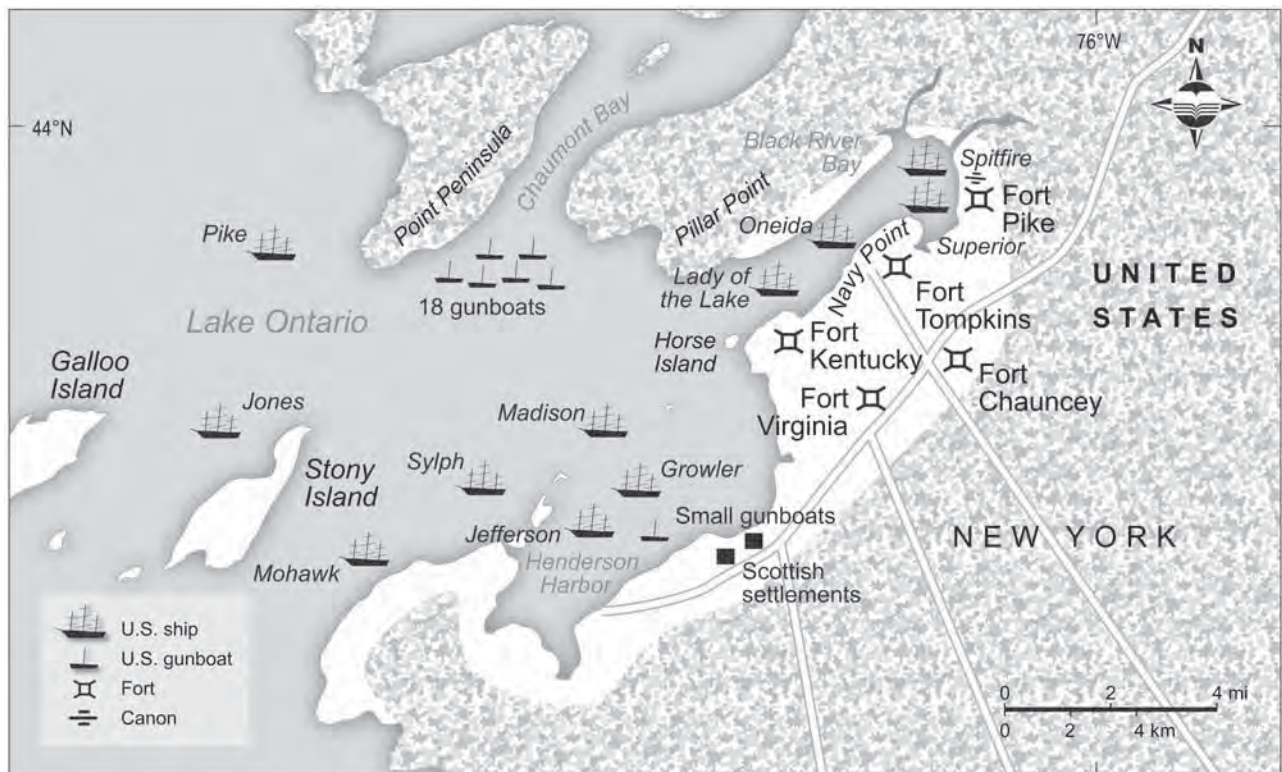 76°W
N
44°N
Point Peninsula
Chaumont Bay
Black River
Bay
Spitfire
Fort
Pike
Pillar Point
Oneida
Superior
Pike
Navy Point
Lady of
the Lake
18 gunboats
Fort
Tompkins
UNITED
STATES
Lake Ontario
Horse
Island
Fort
Kentucky
Galloo
Island
Fort
Chauncey
Jones
Madison
Fort
Virginia
Stony
Island
Sylph
Growler
Small gunboats
Jefferson
Henderson
Harbor
Mohawk
Scottish
settlements
NEW YORK
U.S. ship
U.S. gunboat
Fort
Canon
0 2 4 mi
0 2 4 km